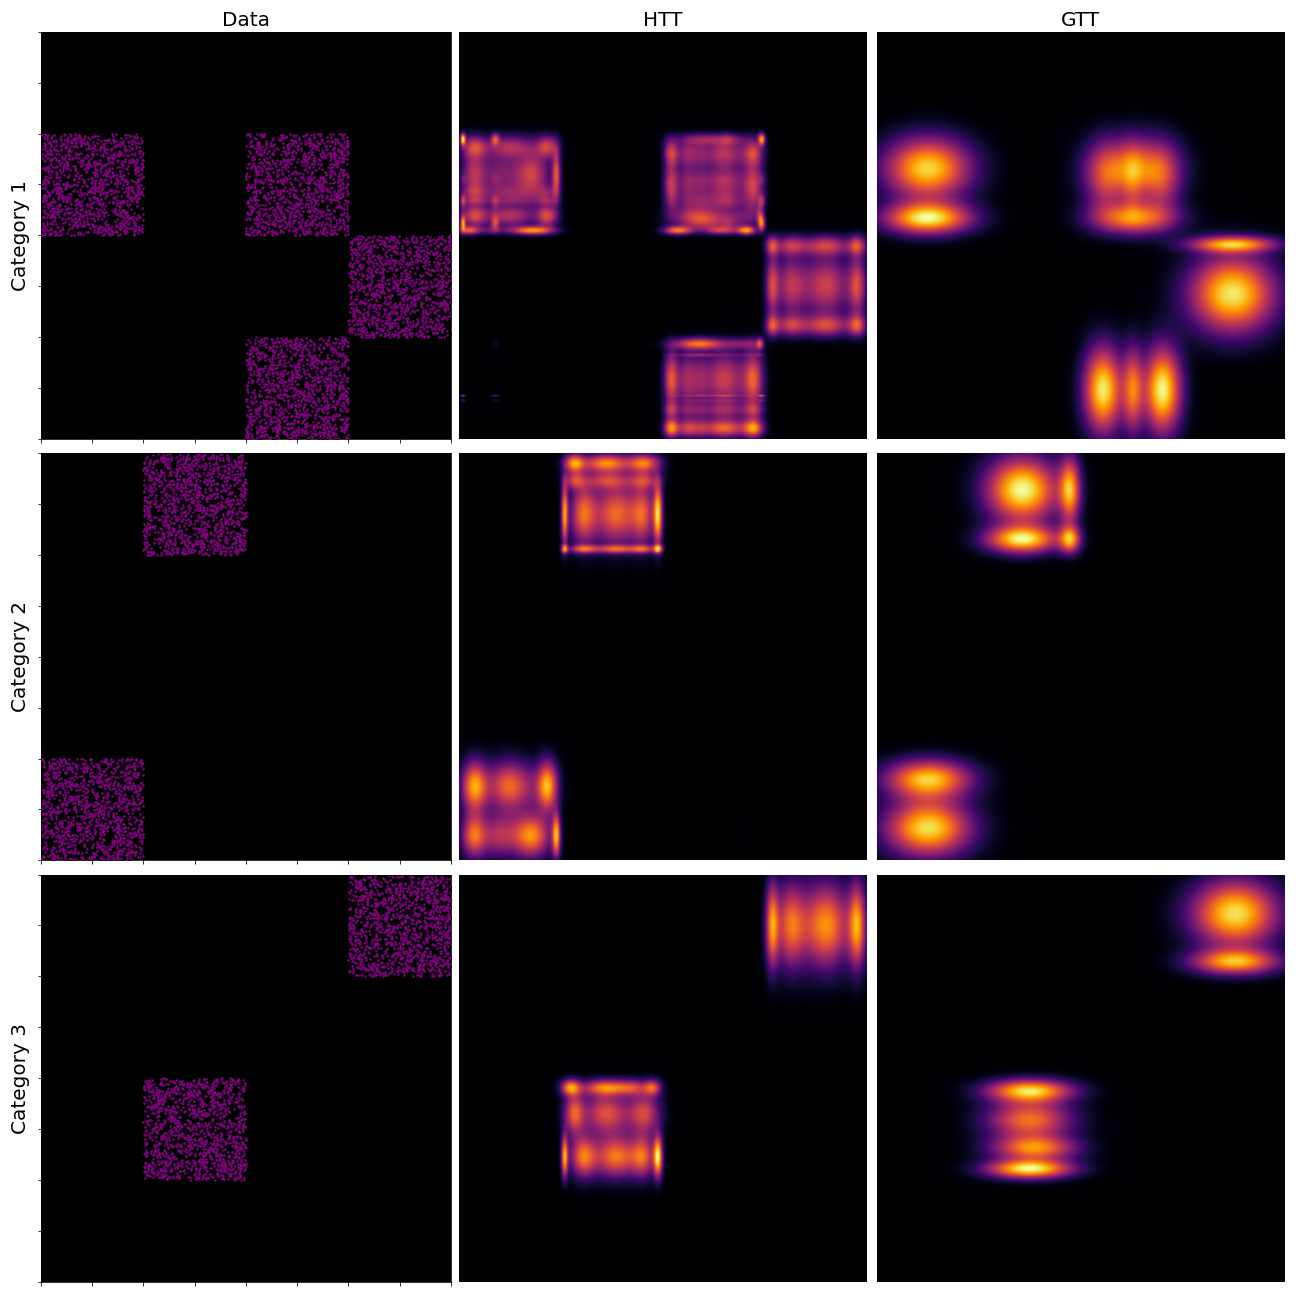 Data
HTT
GTT
Category 1
Category 2
Category 3